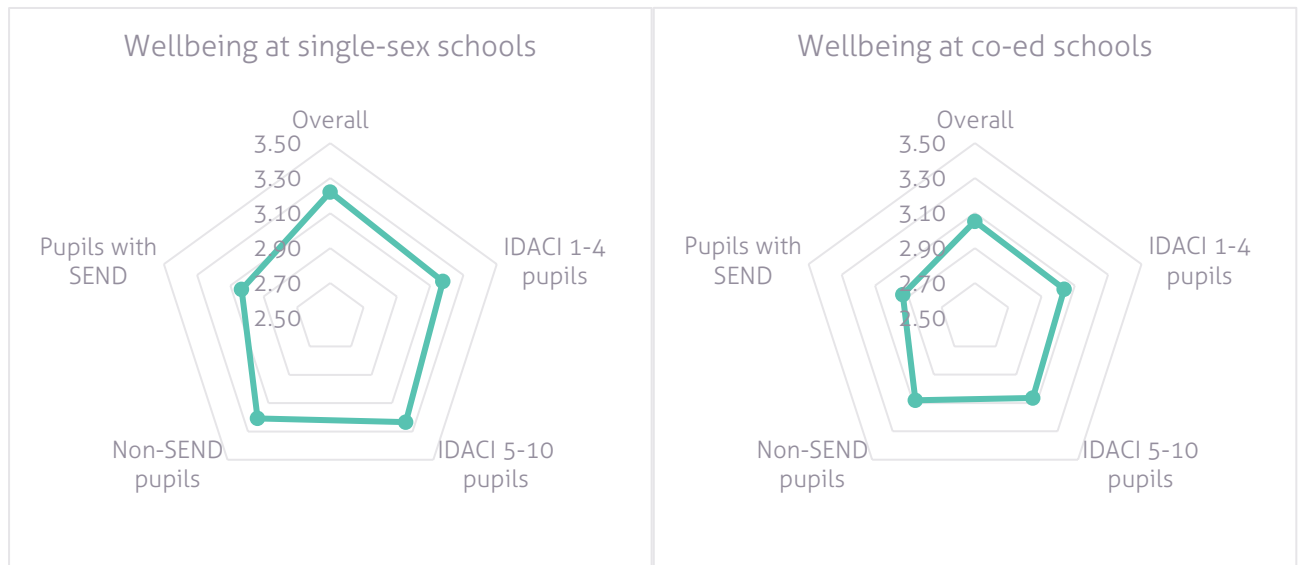 Wellbeing at single-sex schools
Overall
3.50
3.30
3.10
2.90
2.70
2.50
IDACI 1-4
pupils
IDACI 5-10
pupils
Non-SEND
pupils
Pupils with
SEND
Wellbeing at co-ed schools
Overall
3.50
3.30
3.10
2.90
2.70
2.50
IDACI 1-4
pupils
IDACI 5-10
pupils
Non-SEND
pupils
Pupils with
SEND